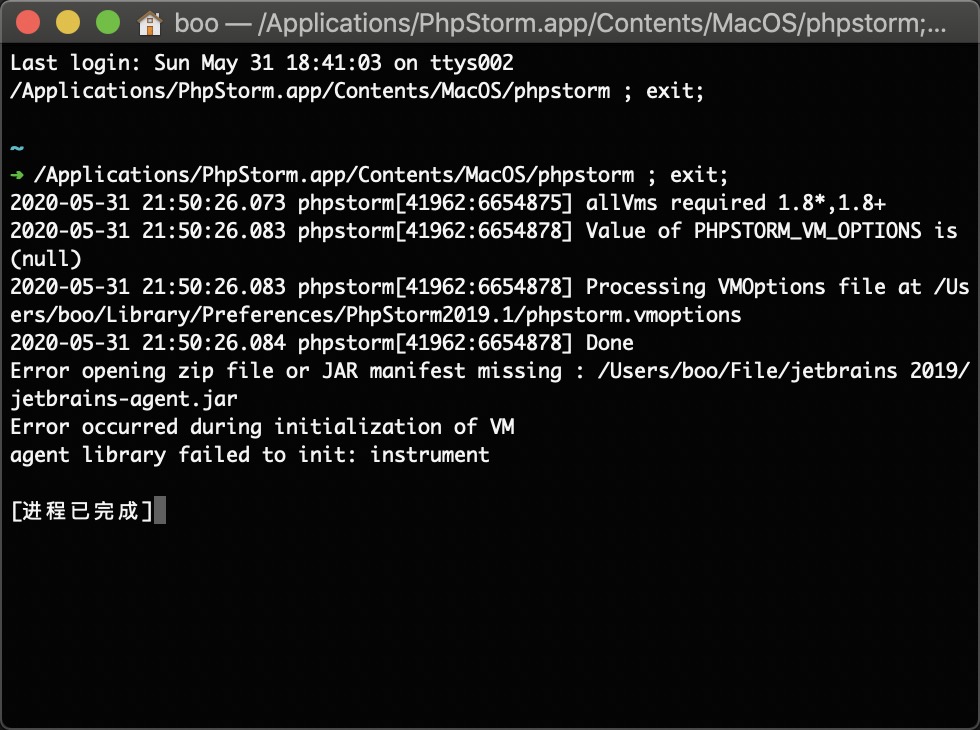 boo — /Applications/PhpStorm.app/Contents/MacOS/phpstorm;...
Last login: Sun May 31 18:41:03 on ttys002
/Applications/PhpStorm.app/Contents/MacOS/phpstorm ; exit;
~
➜ /Applications/PhpStorm.app/Contents/MacOS/phpstorm ; exit;
2020-05-31 21:50:26.073 phpstorm[41962:6654875] allVms required 1.8*,1.8+
2020-05-31 21:50:26.083 phpstorm[41962:6654878] Value of PHPSTORM_VM_OPTIONS is
(null)
2020-05-31 21:50:26.083 phpstorm[41962:6654878] Processing VMOptions file at /Us
ers/boo/Library/Preferences/PhpStorm2019.1/phpstorm.vmoptions
2020-05-31 21:50:26.084 phpstorm[41962:6654878] Done
Error opening zip file or JAR manifest missing : /Users/boo/File/jetbrains 2019/
jetbrains-agent.jar
Error occurred during initialization of VM
agent library failed to init: instrument
[进程已完成]